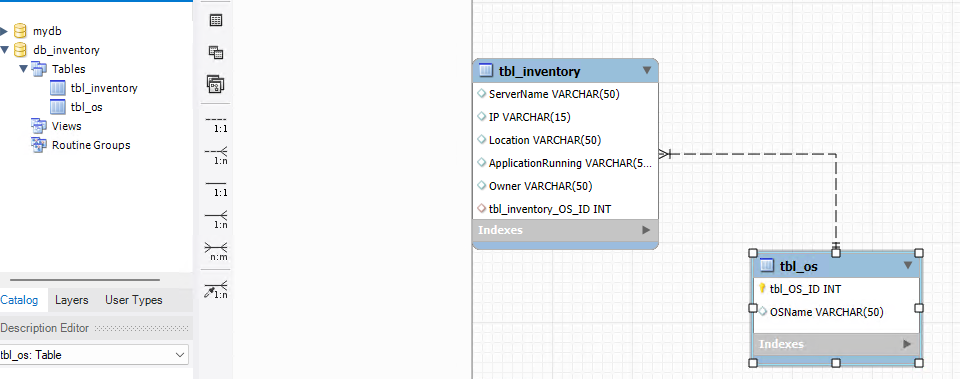 mydb
db_inventory
Tables
tbl_inventory
tbl_os
Views
Routine Groups
Catalog Layers User Types
Description Editor
tbl_os: Table
1:1
1:n
1:1
1:n
n:m
1:n
tbl_inventory
ServerName VARCHAR(50)
IP VARCHAR(15)
Location VARCHAR(50)
ApplicationRunning VARCHAR(5...
Owner VARCHAR(50)
tbl_inventory_OS_ID INT
Indexes
tbl_os
tbl_OS_ID INT
OSName VARCHAR(50)
Indexes